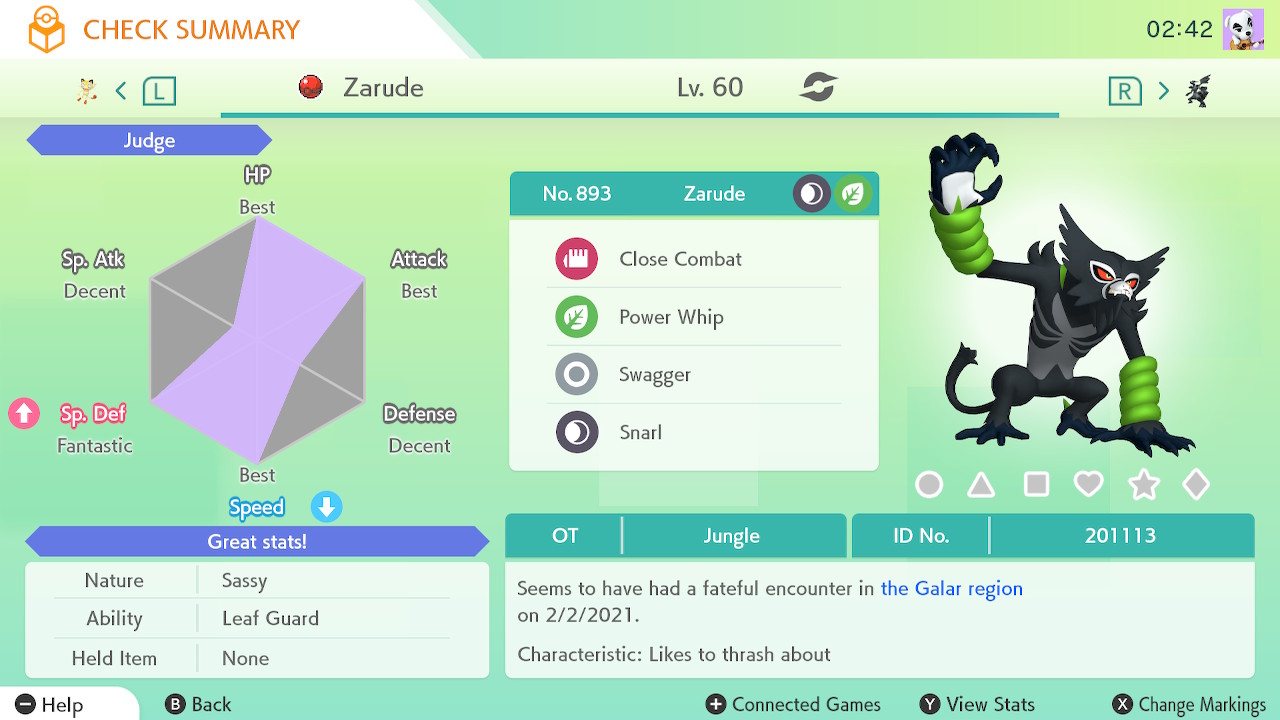 CHECK SUMMARY
02:42
L
Zarude
Lv. 60
R
Judge
HP
Best
Sp. Atk
Decent
Attack
Best
Sp. Def
Fantastic
Defense
Decent
Best
Speed
Great stats!
Nature Sassy
Ability Leaf Guard
Held Item None
No. 893 Zarude
Close Combat
Power Whip
Swagger
Snarl
OT Jungle ID No. 201113
Seems to have had a fateful encounter in the Galar region
on 2/2/2021.
Characteristic: Likes to thrash about
Help B Back Connected Games Y View Stats X Change Markings